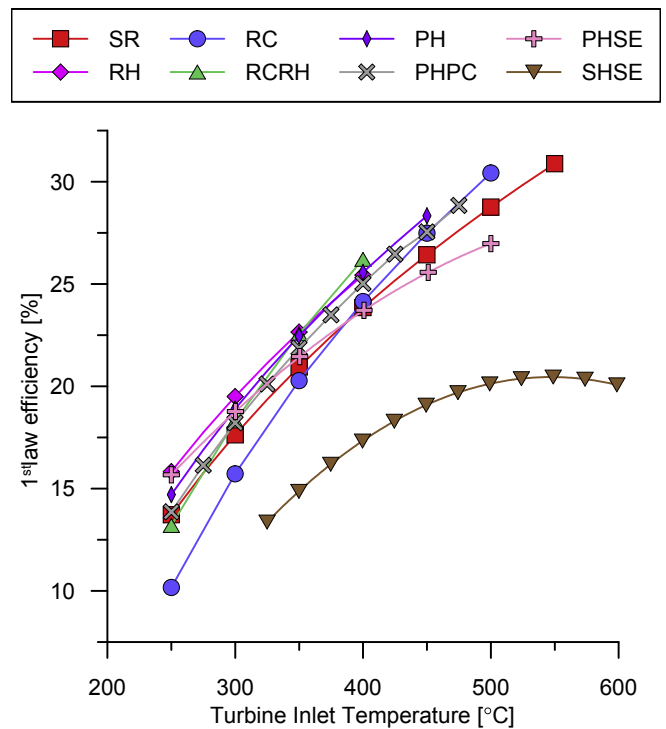 SR RC PH PHSE
RH RCRH PHPC SHSE
1st law efficiency [%]
30
25
20
15
10
200 300 400 500 600
Turbine Inlet Temperature [°C]